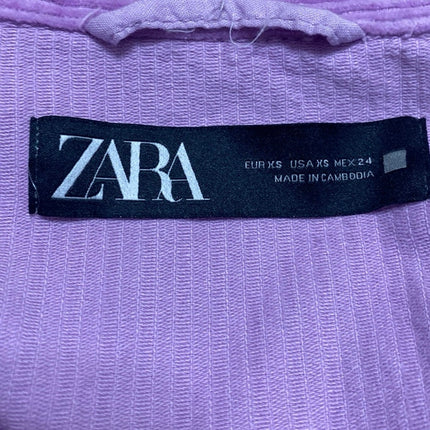 ZARA
EUR XS USA XS MEX 24
MADE IN CAMBODIA